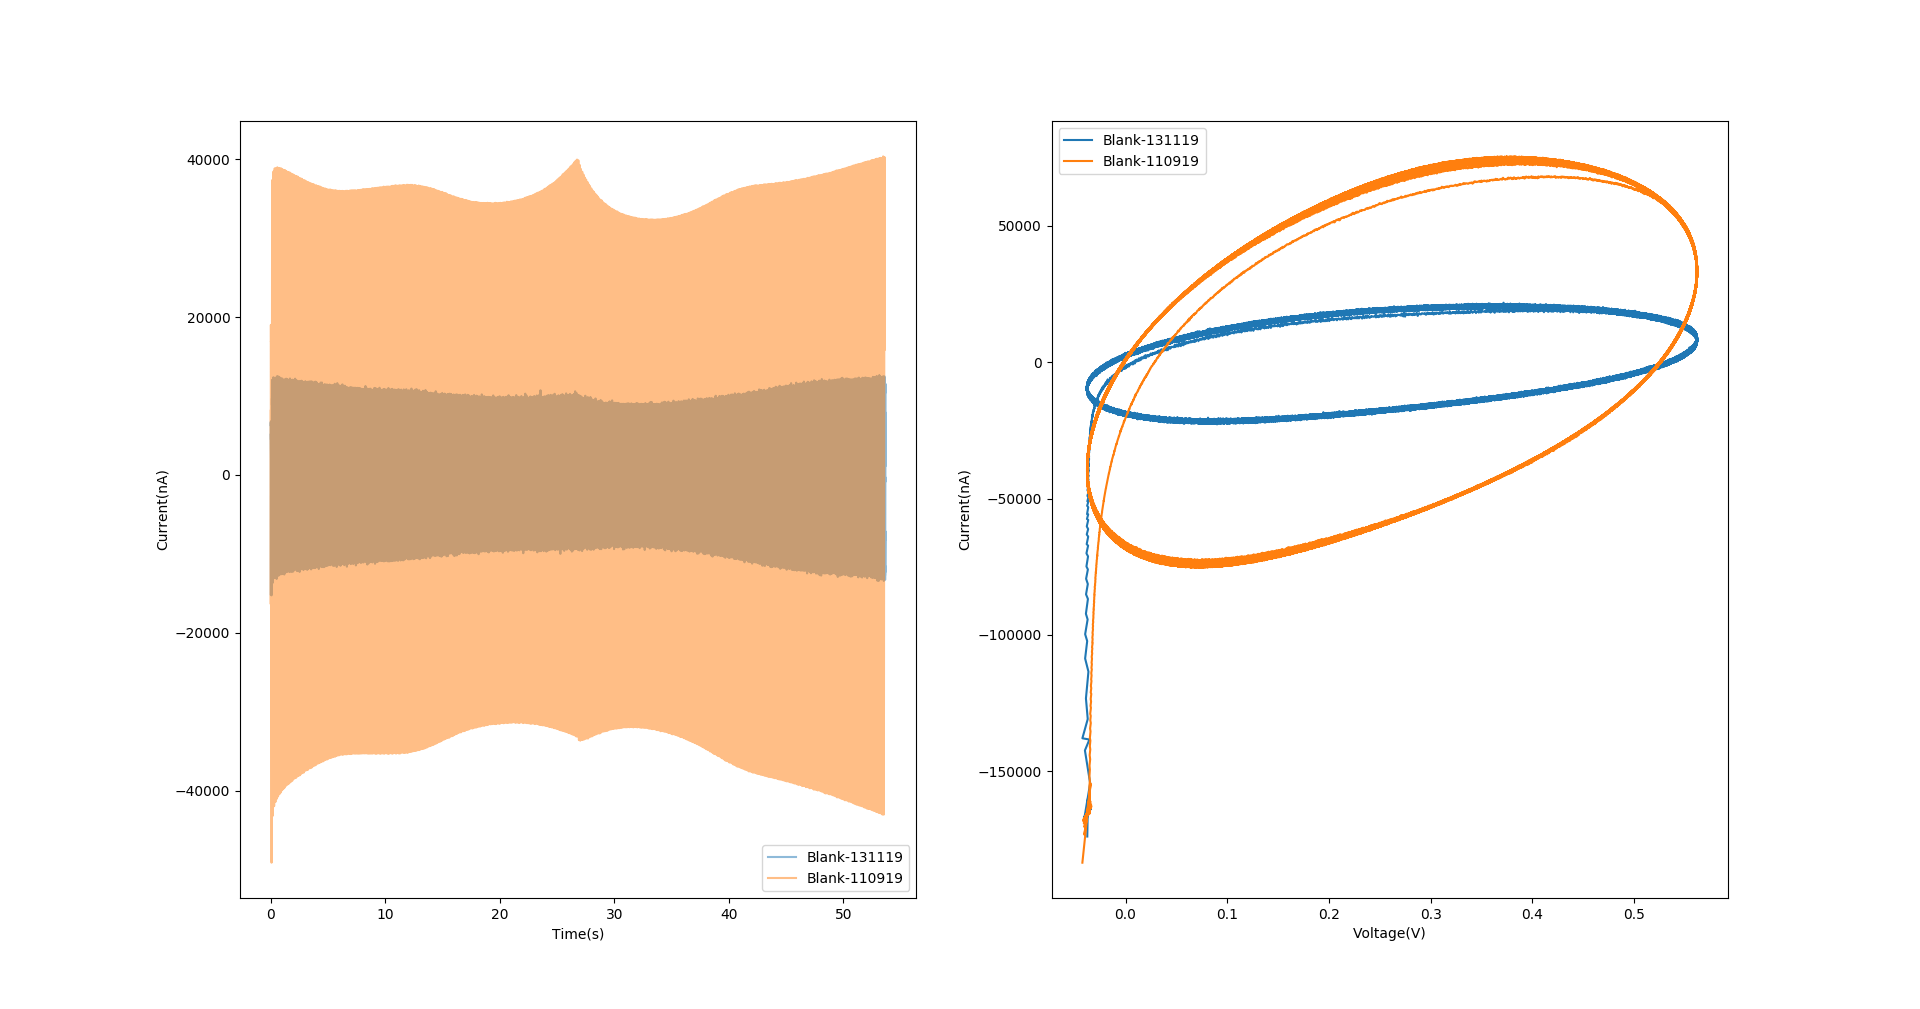 40000
20000
0
−20000
−40000
Current(nA)
0
10
20
30
40
50
Time(s)
Blank-131119
Blank-110919
50000
0
−50000
−100000
−150000
Current(nA)
0.0
0.1
0.2
0.3
0.4
0.5
Voltage(V)
Blank-131119
Blank-110919